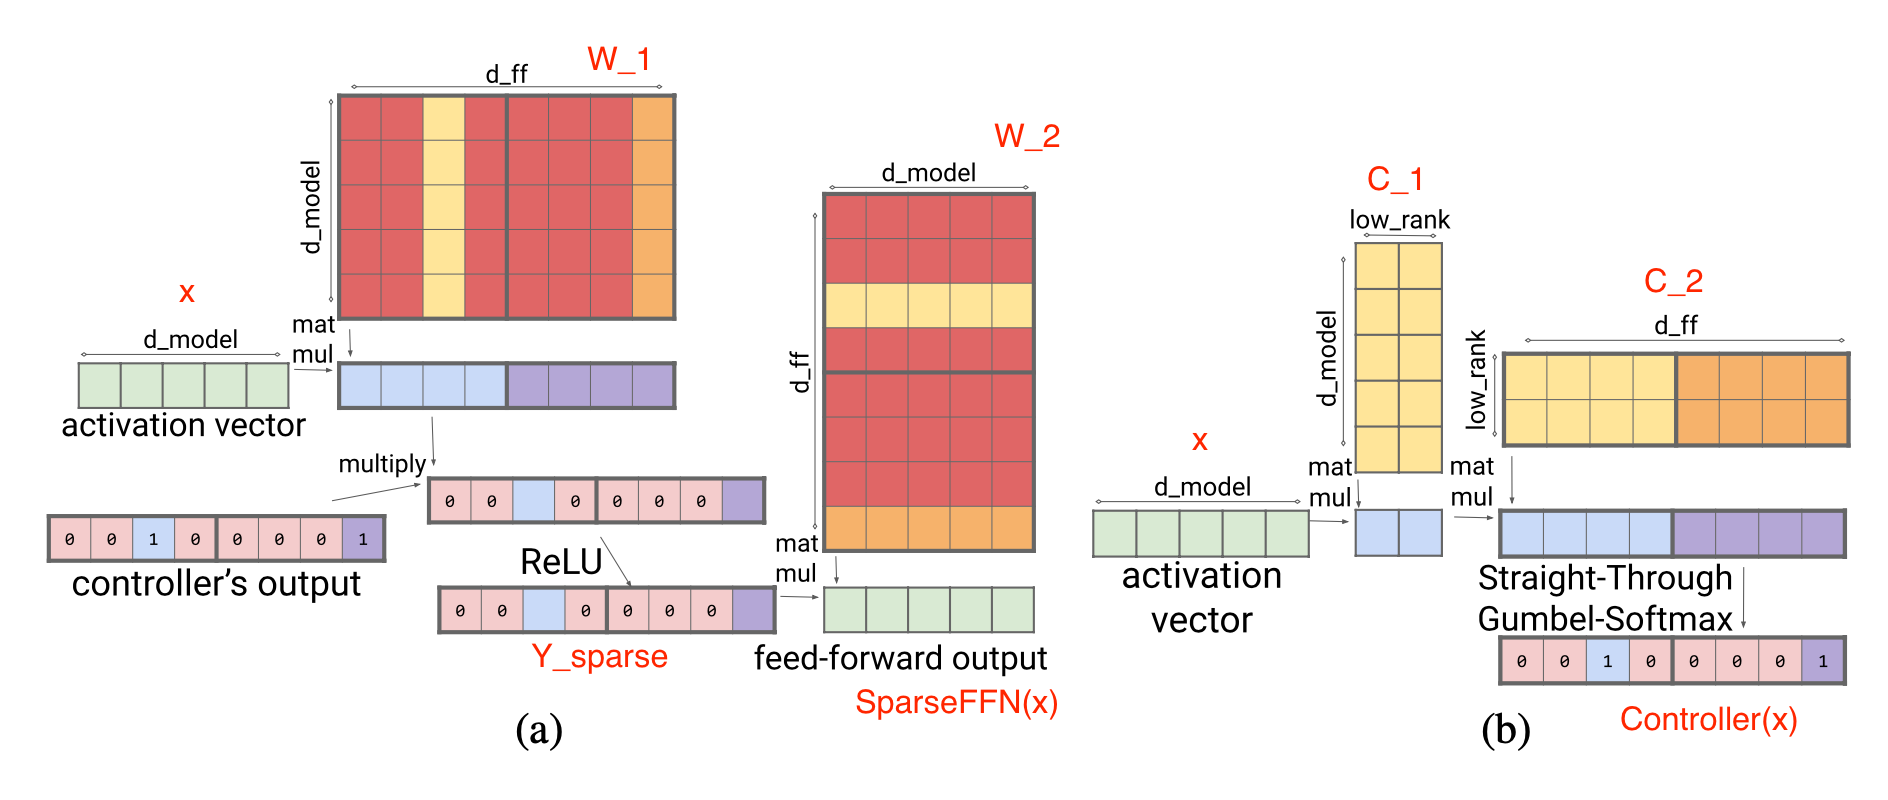 W_1
d_ff
d_model
x
d_model
mat
mul
activation vector
multiply
0 0 0 0 0 0
0 0 1 0 0 0 0 1
controller's output
ReLU
0 0 0 0 0 0
Y_sparse
W_2
d_model
d_ff
mat
mul
feed-forward output
SparseFFN(x)
(a)
C_1
low_rank
d_model
x
d_model
mat
mul
activation
vector
C_2
d_ff
low_rank
mat
mul
Straight-Through
Gumbel-Softmax
0 0 1 0 0 0 0 1
Controller(x)
(b)